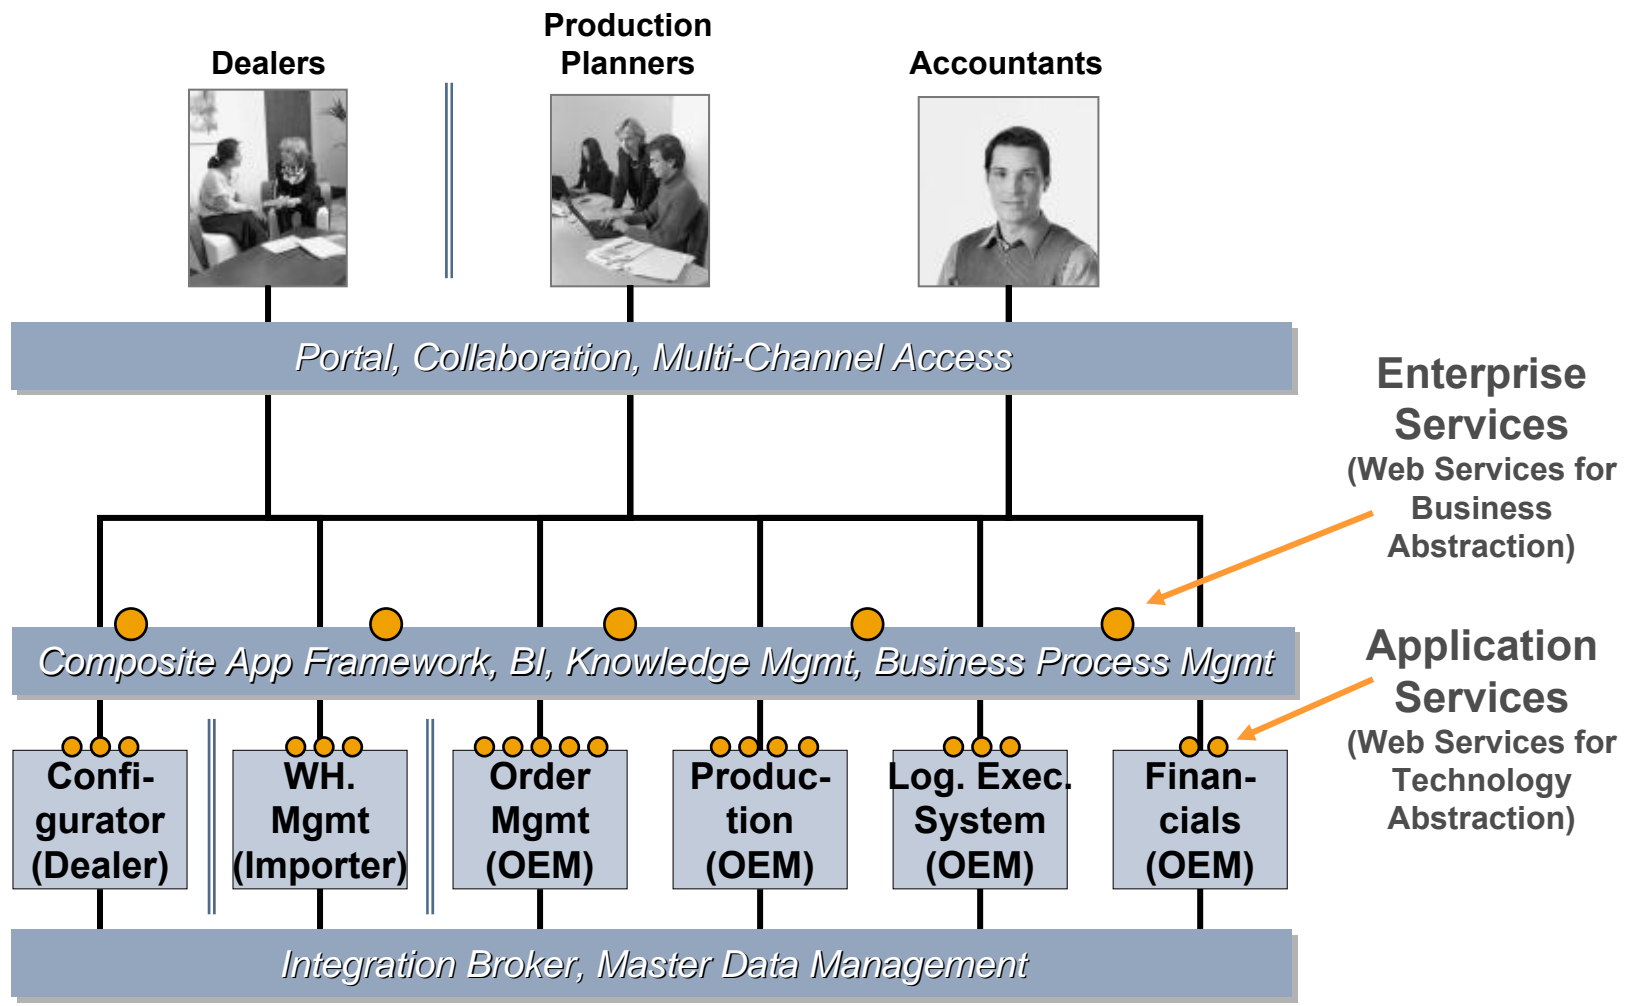 Production
Dealers
Planners
Accountants
Portal, Collaboration, Multi-Channel Access
Enterprise
Services
(Web Services for
Business
Abstraction)
Composite App Framework, BI, Knowledge Mgmt, Business Process Mgmt
Application
Services
(Web Services for
Technology
Abstraction)
Confi-
gurator
(Dealer)
WH.
Mgmt
(Importer)
Order
Mgmt
(OEM)
Produc-
tion
(OEM)
Log. Exec.
System
(OEM)
Finan-
cials
(OEM)
Integration Broker, Master Data Management